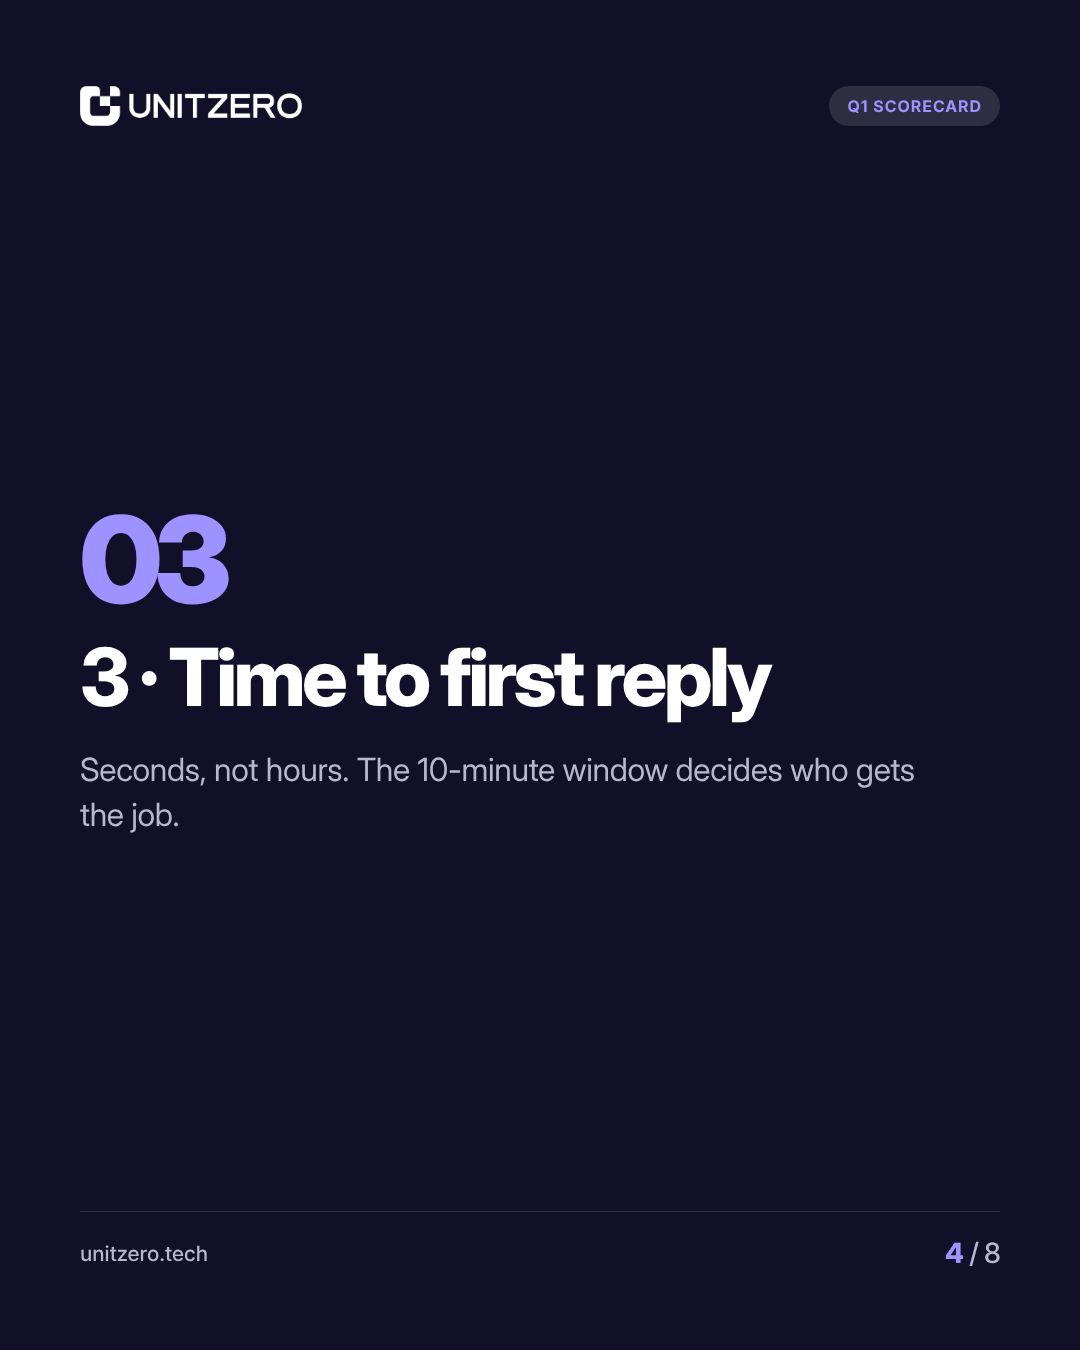 UNITZERO
Q1 SCORECARD
03
3 · Time to first reply
Seconds, not hours. The 10-minute window decides who gets
the job.
unitzero.tech
4 / 8